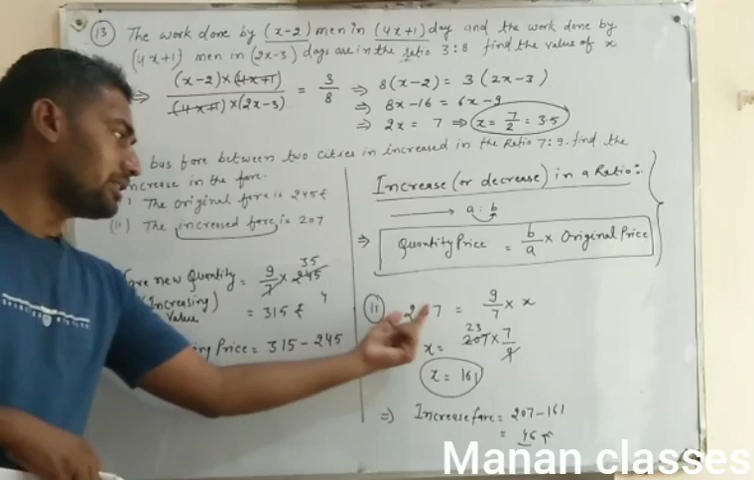 (13) The work done by (x-2) men in (4x+1) day and the work done by
(4x+1) men in (2x-3) days are in the ratio 3:8 find the value of x
⇒ (x-2)×(4x+1) / (4x+1)×(2x-3) = 3/8 ⇒ 8(x-2) = 3(2x-3)
⇒ 8x-16 = 6x-9
⇒ 2x = 7 ⇒ x = 7/2 = 3.5
bus fare between two cities in increased in the Ratio 7:9. find the
increase in the fare.
The original fare is 245₹
(ii) The increased fare is 207
new Quantity = 9/7 × 245 35
(Increasing)
Value = 315 ₹
Price = 315 - 245
Increase (or decrease) in a Ratio:
a : b
⇒ Quantity Price = b/a × Original Price
(ii) 2 7 = 9/7 × x
x = 207 × 7/9 23
x = 161
⇒ Increase fare = 207-161
= 46 ₹
Manan classes